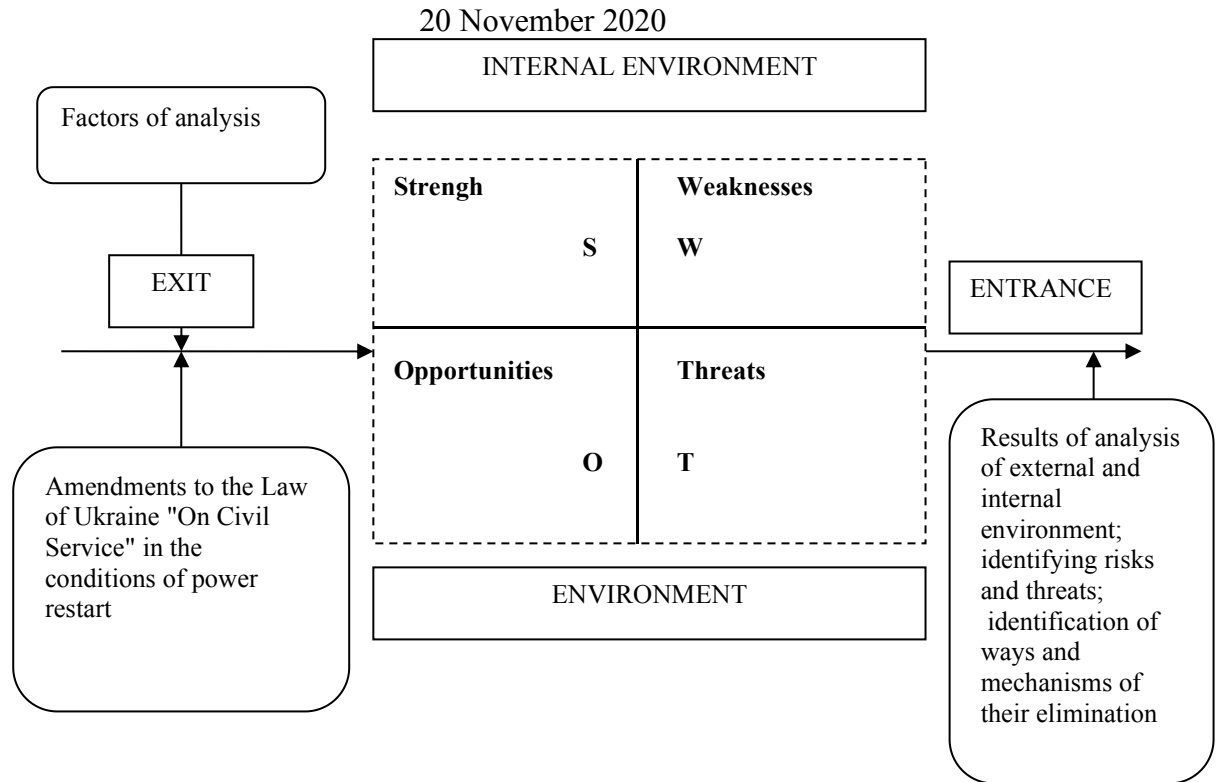 20 November 2020
INTERNAL ENVIRONMENT
Factors of analysis
Strengh
Weaknesses
S
W
EXIT
ENTRANCE
Opportunities
Threats
O
T
Amendments to the Law
of Ukraine "On Civil
Service" in the
conditions of power
restart
Results of analysis
of external and
internal
environment;
identifying risks
and threats;
identification of
ways and
mechanisms of
their elimination
ENVIRONMENT